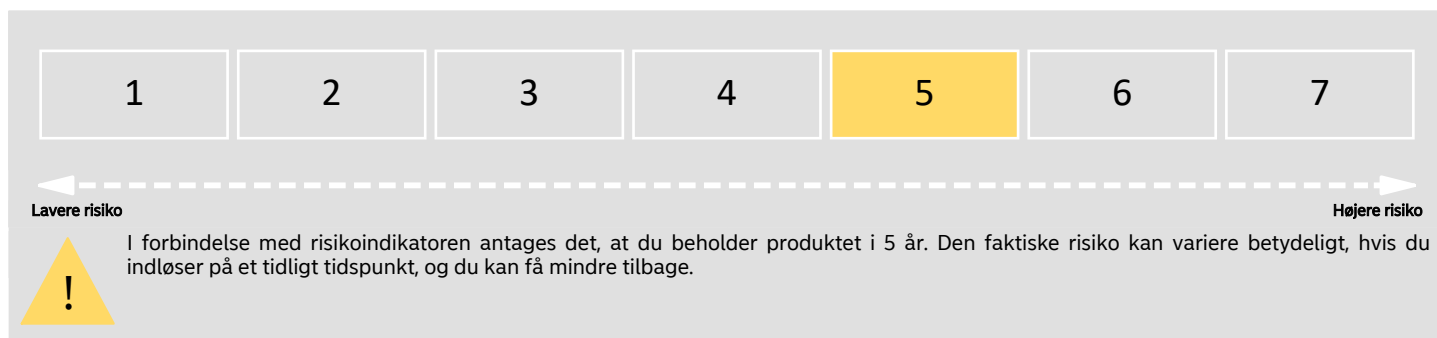 1 2 3 4 5 6 7
Lavere risiko Højere risiko
I forbindelse med risikoindikatoren antages det, at du beholder produktet i 5 år. Den faktiske risiko kan variere betydeligt, hvis du
indløser på et tidligt tidspunkt, og du kan få mindre tilbage.
!